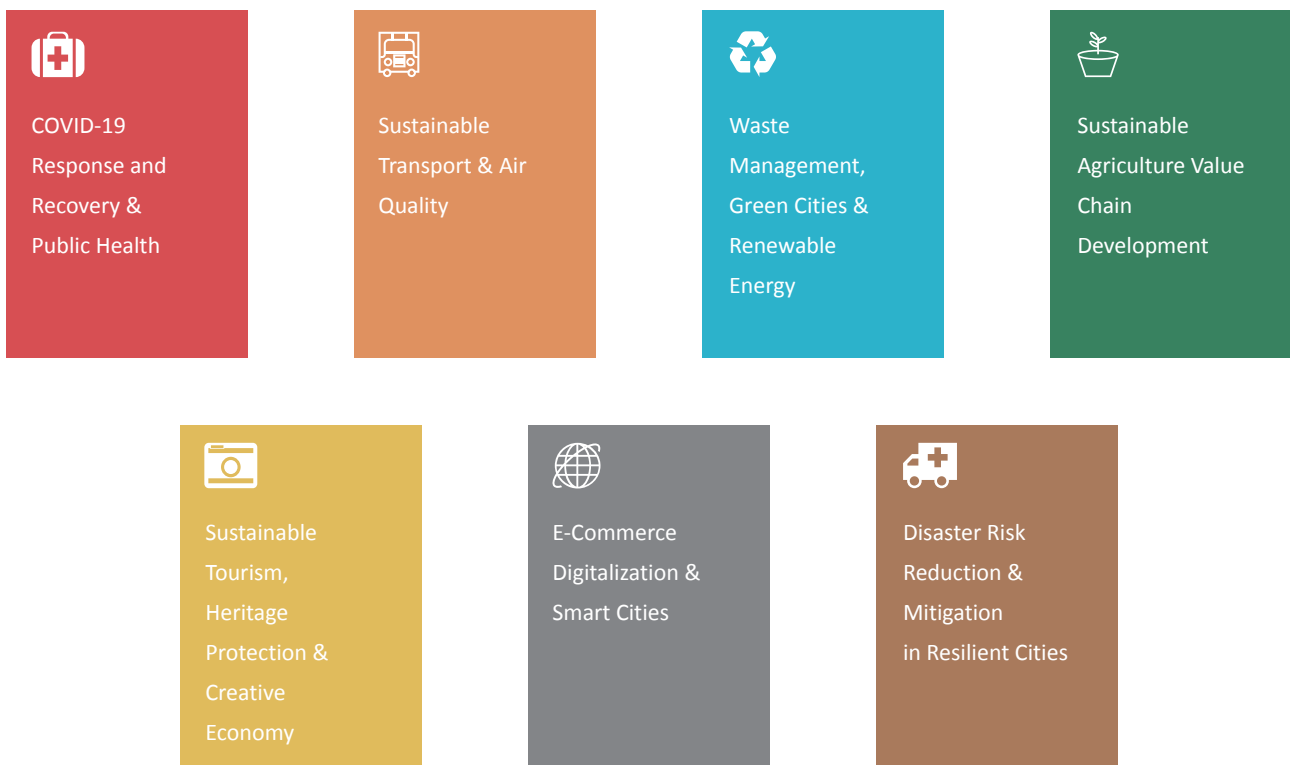 COVID-19
Response and
Recovery &
Public Health
Sustainable
Transport & Air
Quality
Waste
Management,
Green Cities &
Renewable
Energy
Sustainable
Agriculture Value
Chain
Development
Sustainable
Tourism,
Heritage
Protection &
Creative
Economy
E-Commerce
Digitalization &
Smart Cities
Disaster Risk
Reduction &
Mitigation
in Resilient Cities